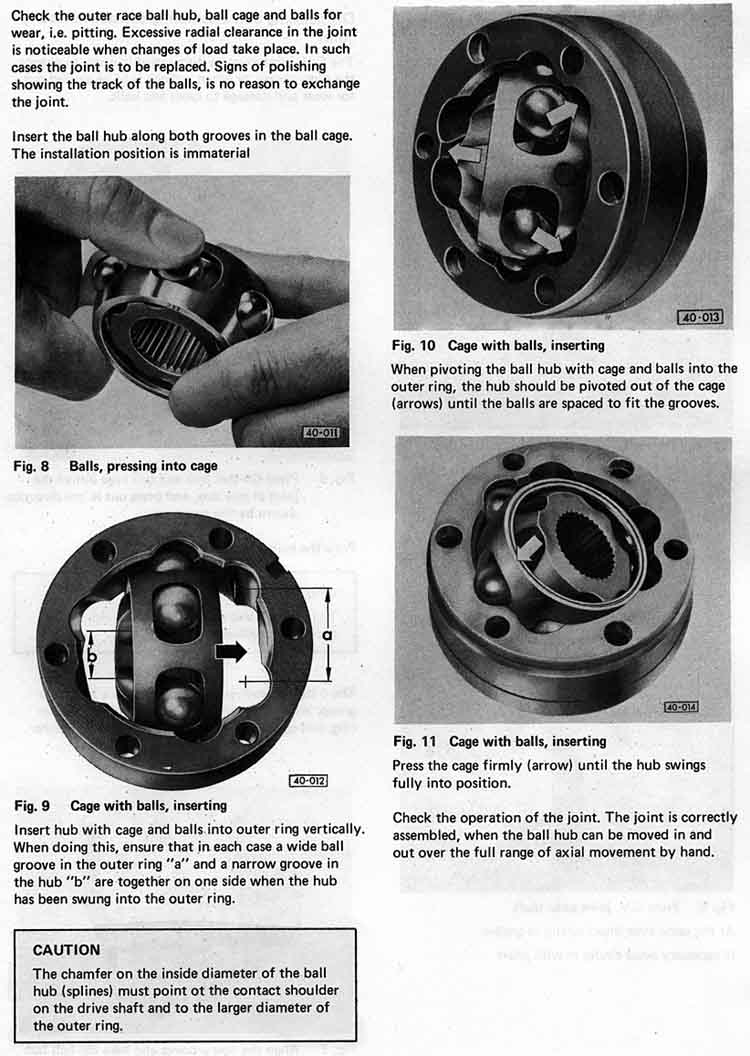 Check the outer race ball hub, ball cage and balls for
wear, i.e. pitting. Excessive radial clearance in the joint
is noticeable when changes of load take place. In such
cases the joint is to be replaced. Signs of polishing
showing the track of the balls, is no reason to exchange
the joint.
Insert the ball hub along both grooves in the ball cage.
The installation position is immaterial
40-011
Fig. 8 Balls, pressing into cage
a
b
40-012
Fig. 9 Cage with balls, inserting
Insert hub with cage and balls into outer ring vertically.
When doing this, ensure that in each case a wide ball
groove in the outer ring "a" and a narrow groove in
the hub "b" are together on one side when the hub
has been swung into the outer ring.
CAUTION
The chamfer on the inside diameter of the ball
hub (splines) must point ot the contact shoulder
on the drive shaft and to the larger diameter of
the outer ring.
40-013
Fig. 10 Cage with balls, inserting
When pivoting the ball hub with cage and balls into the
outer ring, the hub should be pivoted out of the cage
(arrows) until the balls are spaced to fit the grooves.
40-014
Fig. 11 Cage with balls, inserting
Press the cage firmly (arrow) until the hub swings
fully into position.
Check the operation of the joint. The joint is correctly
assembled, when the ball hub can be moved in and
out over the full range of axial movement by hand.